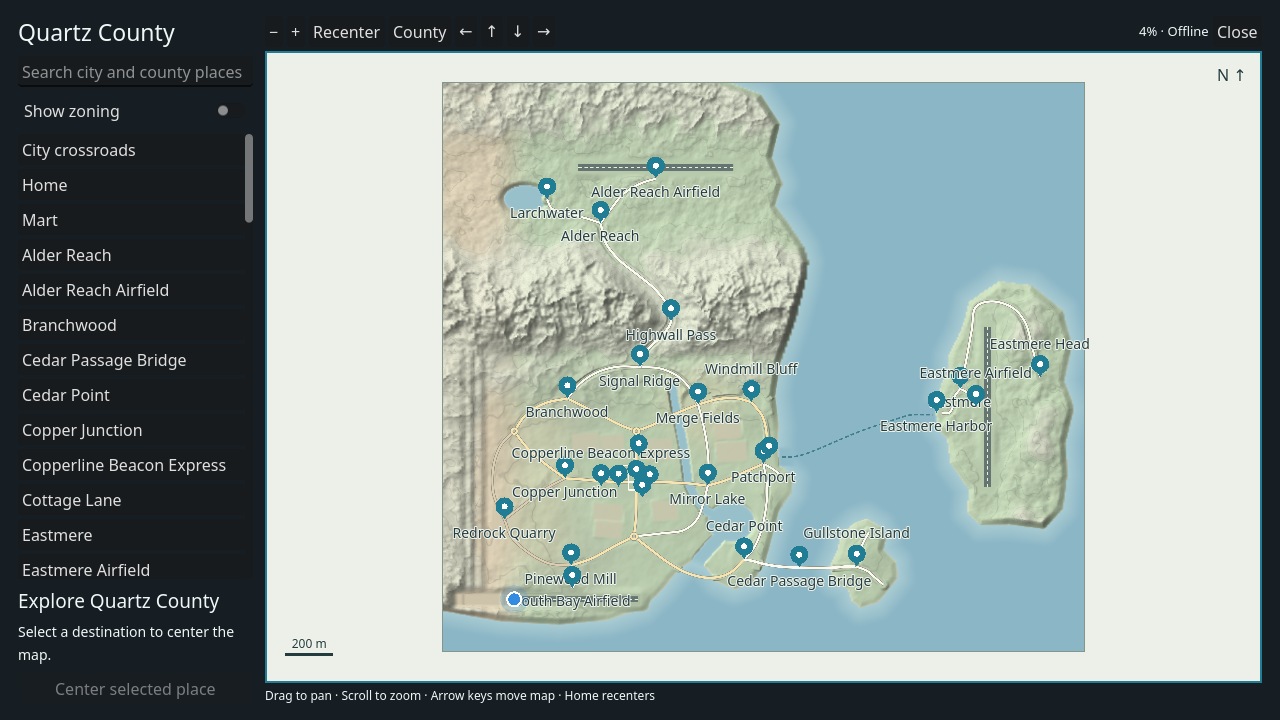 Quartz County
− + Recenter County ← ↑ ↓ →
4% · Offline Close
Search city and county places
Show zoning
City crossroads
Home
Mart
Alder Reach
Alder Reach Airfield
Branchwood
Cedar Passage Bridge
Cedar Point
Copper Junction
Copperline Beacon Express
Cottage Lane
Eastmere
Eastmere Airfield
Explore Quartz County
Select a destination to center the
map.
Center selected place
N ↑
Alder Reach Airfield
Larchwater
Alder Reach
Highwall Pass
Eastmere Head
Windmill Bluff
Eastmere Airfield
Signal Ridge
Branchwood
Merge Fields
Eastmere Harbor
Copperline Beacon Express
Patchport
Copper Junction
Mirror Lake
Redrock Quarry
Cedar Point
Gullstone Island
Cedar Passage Bridge
200 m
Drag to pan · Scroll to zoom · Arrow keys move map · Home recenters